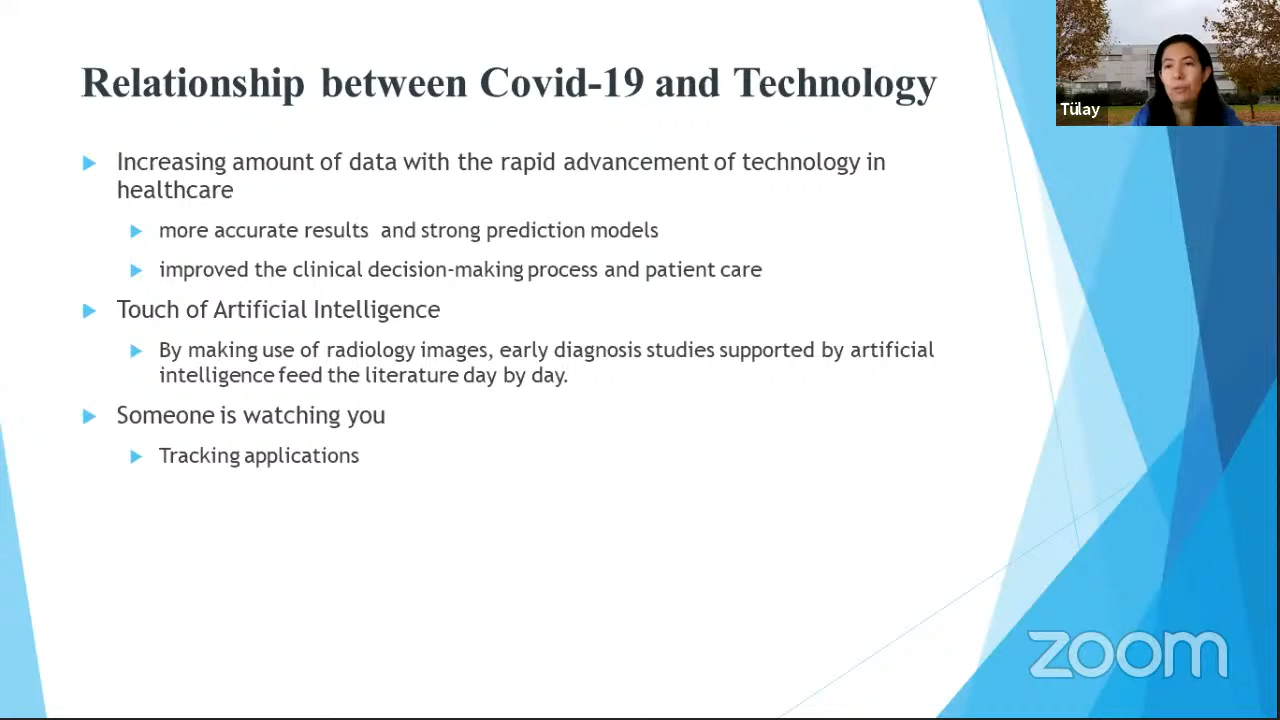 Relationship between Covid-19 and Technology
Tülay
Increasing amount of data with the rapid advancement of technology in
healthcare
more accurate results and strong prediction models
improved the clinical decision-making process and patient care
Touch of Artificial Intelligence
By making use of radiology images, early diagnosis studies supported by artificial
intelligence feed the literature day by day.
Someone is watching you
Tracking applications
zoom